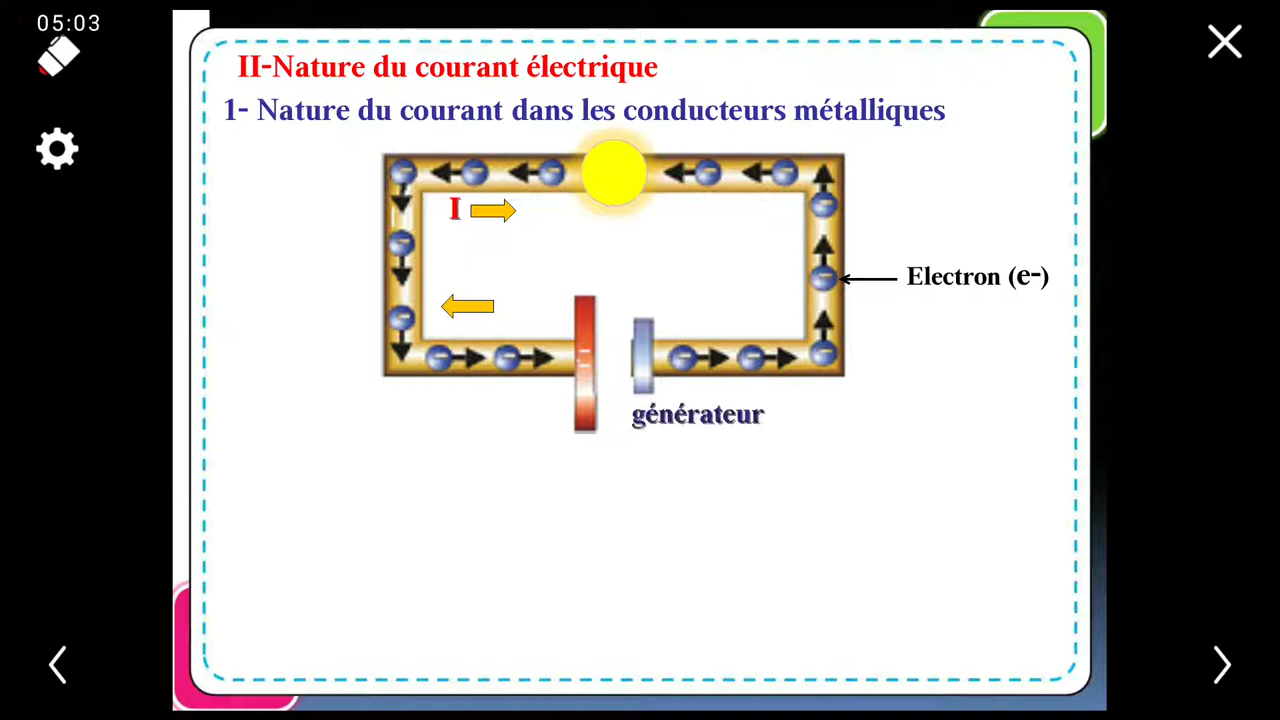 05:03
II-Nature du courant électrique
1- Nature du courant dans les conducteurs métalliques
I
Electron (e-)
générateur